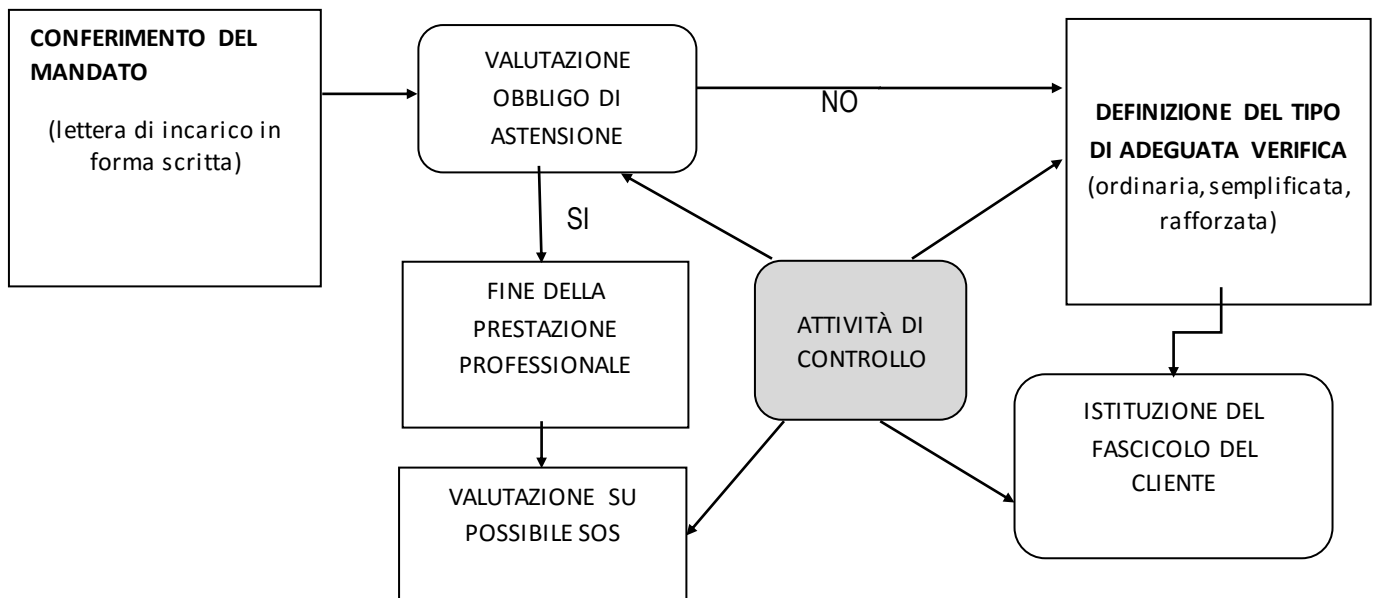 CONFERIMENTO DEL
MANDATO
(lettera di incarico in
forma scritta)
VALUTAZIONE
OBBLIGO DI
ASTENSIONE
NO
DEFINIZIONE DEL TIPO
DI ADEGUATA VERIFICA
(ordinaria, semplificata,
rafforzata)
SI
FINE DELLA
PRESTAZIONE
PROFESSIONALE
ATTIVITÀ DI
CONTROLLO
ISTITUZIONE DEL
FASCICOLO DEL
CLIENTE
VALUTAZIONE SU
POSSIBILE SOS